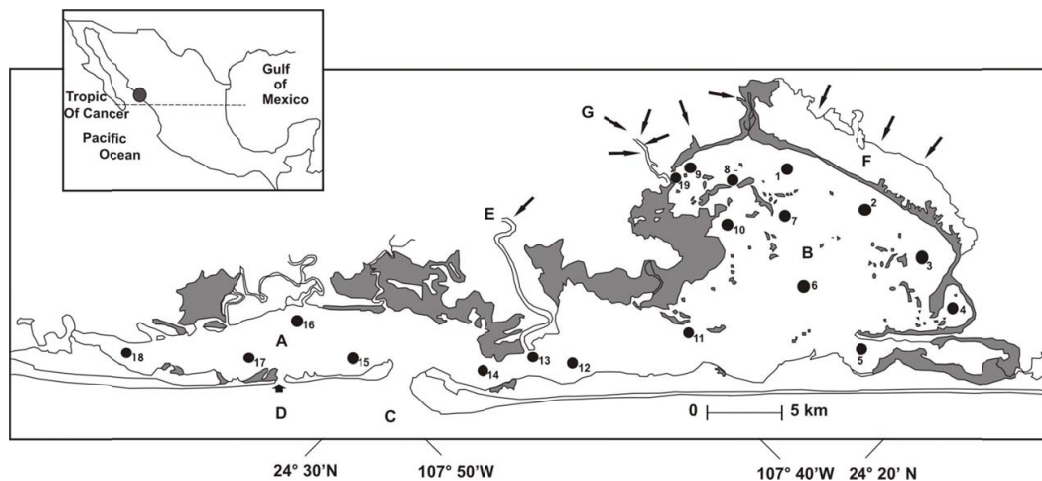 Gulf
of
Mexico
Tropic
Of Cancer
Pacific
Ocean
G
F
19
9
8
1
2
E
10
7
B
3
6
4
A
16
11
5
18
17
15
14
13
12
D
C
0 5 km
24° 30'N
107° 50'W
107° 40'W
24° 20' N